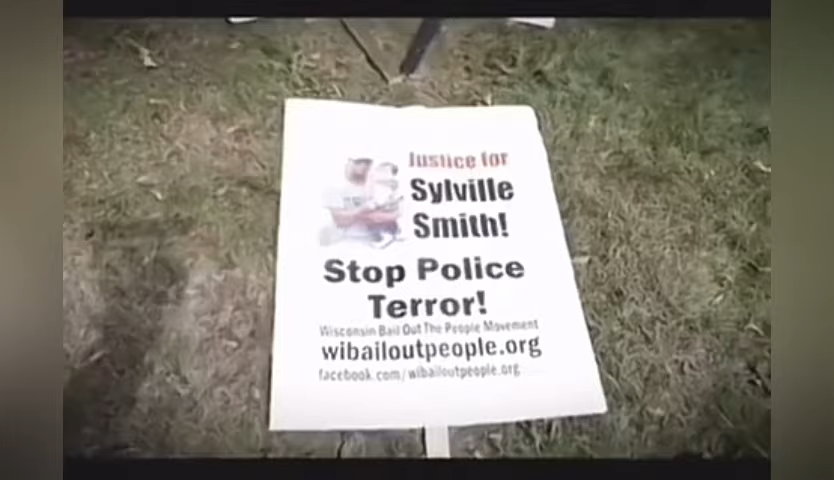 Justice for
Sylville
Smith!
Stop Police
Terror!
Wisconsin Bail Out The People Movement
wibailoutpeople.org
facebook.com/wibailoutpeople.org